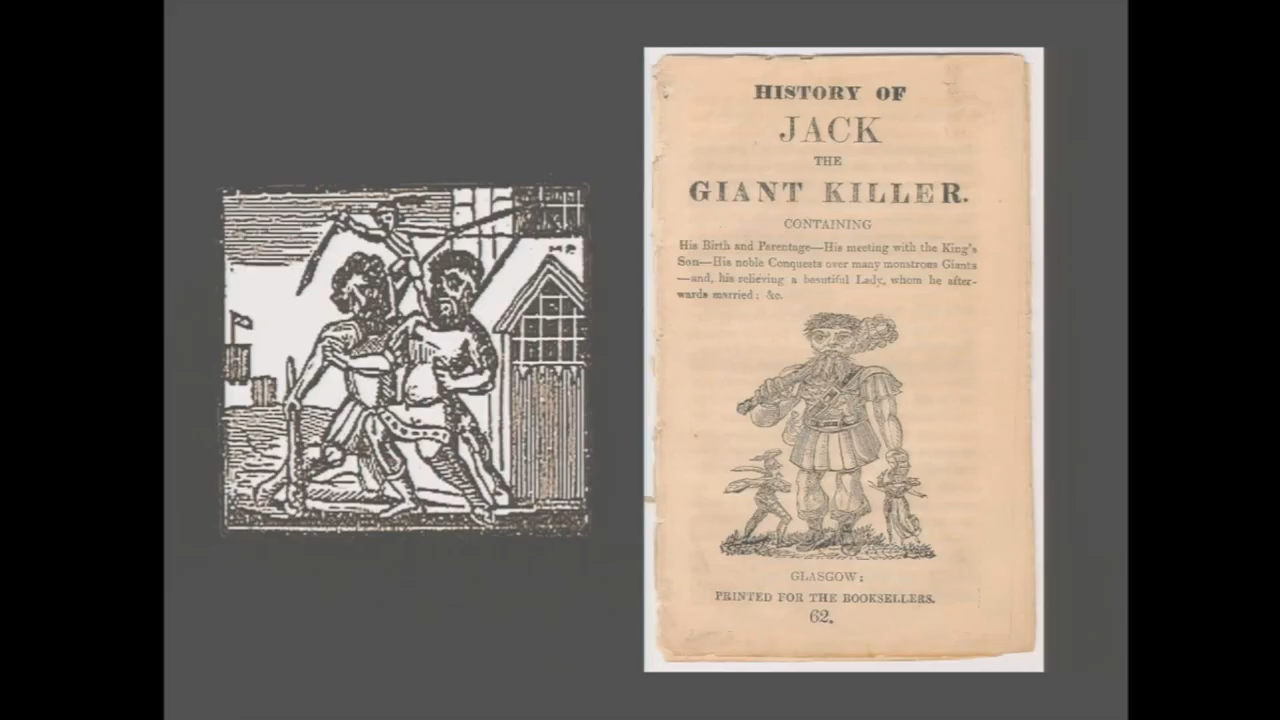 HISTORY OF
JACK
THE
GIANT KILLER.
CONTAINING
His Birth and Parentage—His meeting with the King's
Son—His noble Conquests over many monstrous Giants
—and, his relieving a beautiful Lady, whom he after-
wards married; &c.
GLASGOW;
PRINTED FOR THE BOOKSELLERS.
62.